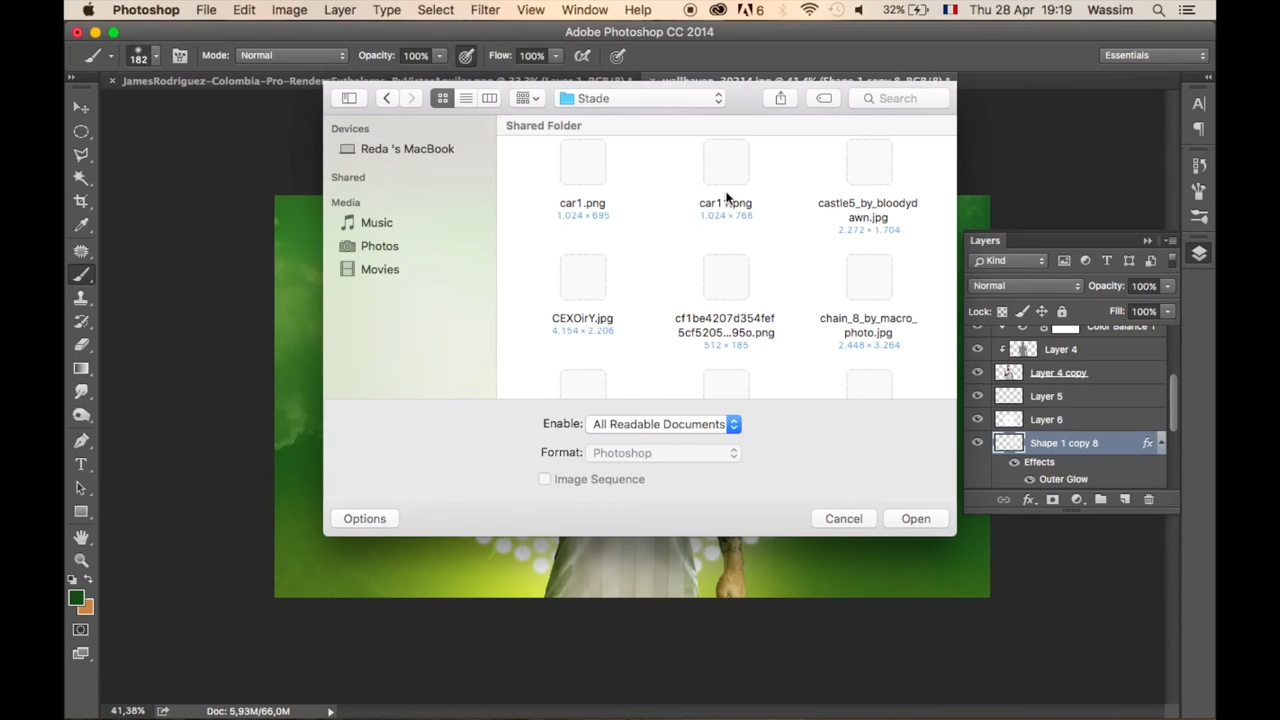 Photoshop File Edit Image Layer Type Select Filter View Window Help 6 32% Thu 28 Apr 19:19 Wassim
Adobe Photoshop CC 2014
182 Mode: Normal Opacity: 100% Flow: 100% Essentials
Stade Search
Shared Folder
Devices
Reda 's MacBook
Shared
Media
Music
Photos
Movies
car1.png
1.024 × 695
1.024 × 768
castle5_by_bloodyd
awn.jpg
2.272 × 1.704
CEXOirY.jpg
4.154 × 2.206
cf1be4207d354fef
5cf5205...95o.png
512 × 185
chain_8_by_macro_
photo.jpg
2.448 × 3.264
Enable: All Readable Documents
Format: Photoshop
Image Sequence
Options Cancel Open
Layers
Kind
Normal Opacity: 100%
Lock: Fill: 100%
Color Balance 1
Layer 4
Layer 4 copy
Layer 5
Layer 6
Shape 1 copy 8 fx
Effects
Outer Glow
41,38% Doc: 5,93M/66,0M